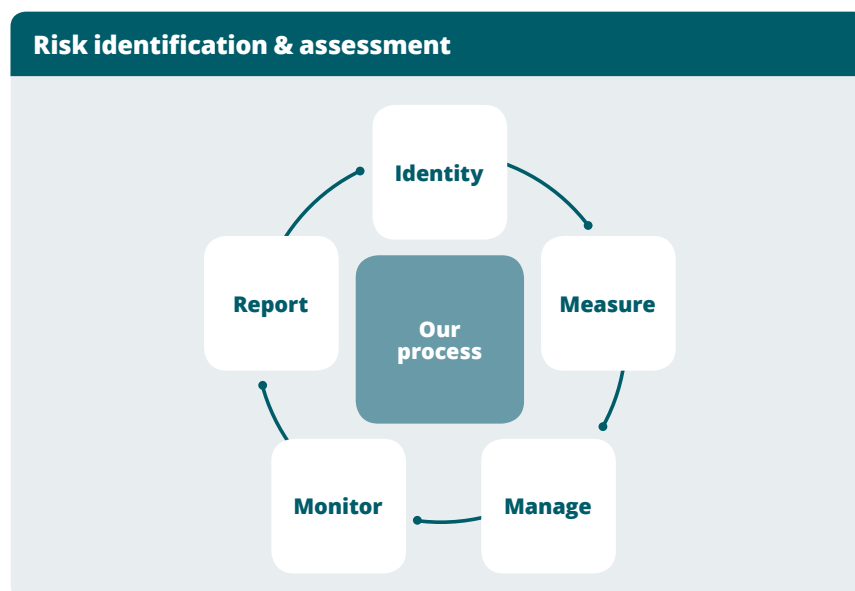 Risk identification & assessment
Identity
Report
Measure
Our
process
Monitor
Manage